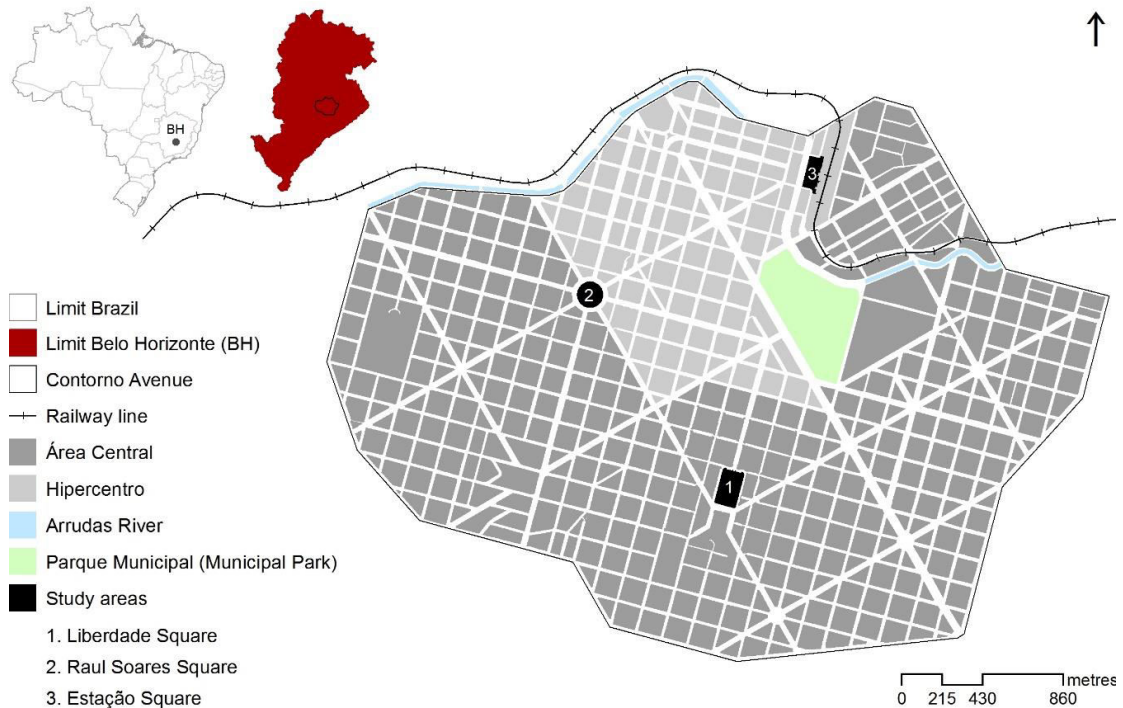 BH
3
2
1
Limit Brazil
Limit Belo Horizonte (BH)
Contorno Avenue
Railway line
Área Central
Hipercentro
Arrudas River
Parque Municipal (Municipal Park)
Study areas
1. Liberdade Square
2. Raul Soares Square
3. Estação Square
metres
0 215 430 860